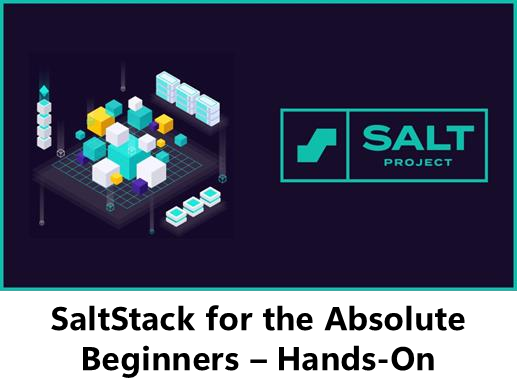 SALT
PROJECT
SaltStack for the Absolute
Beginners – Hands-On